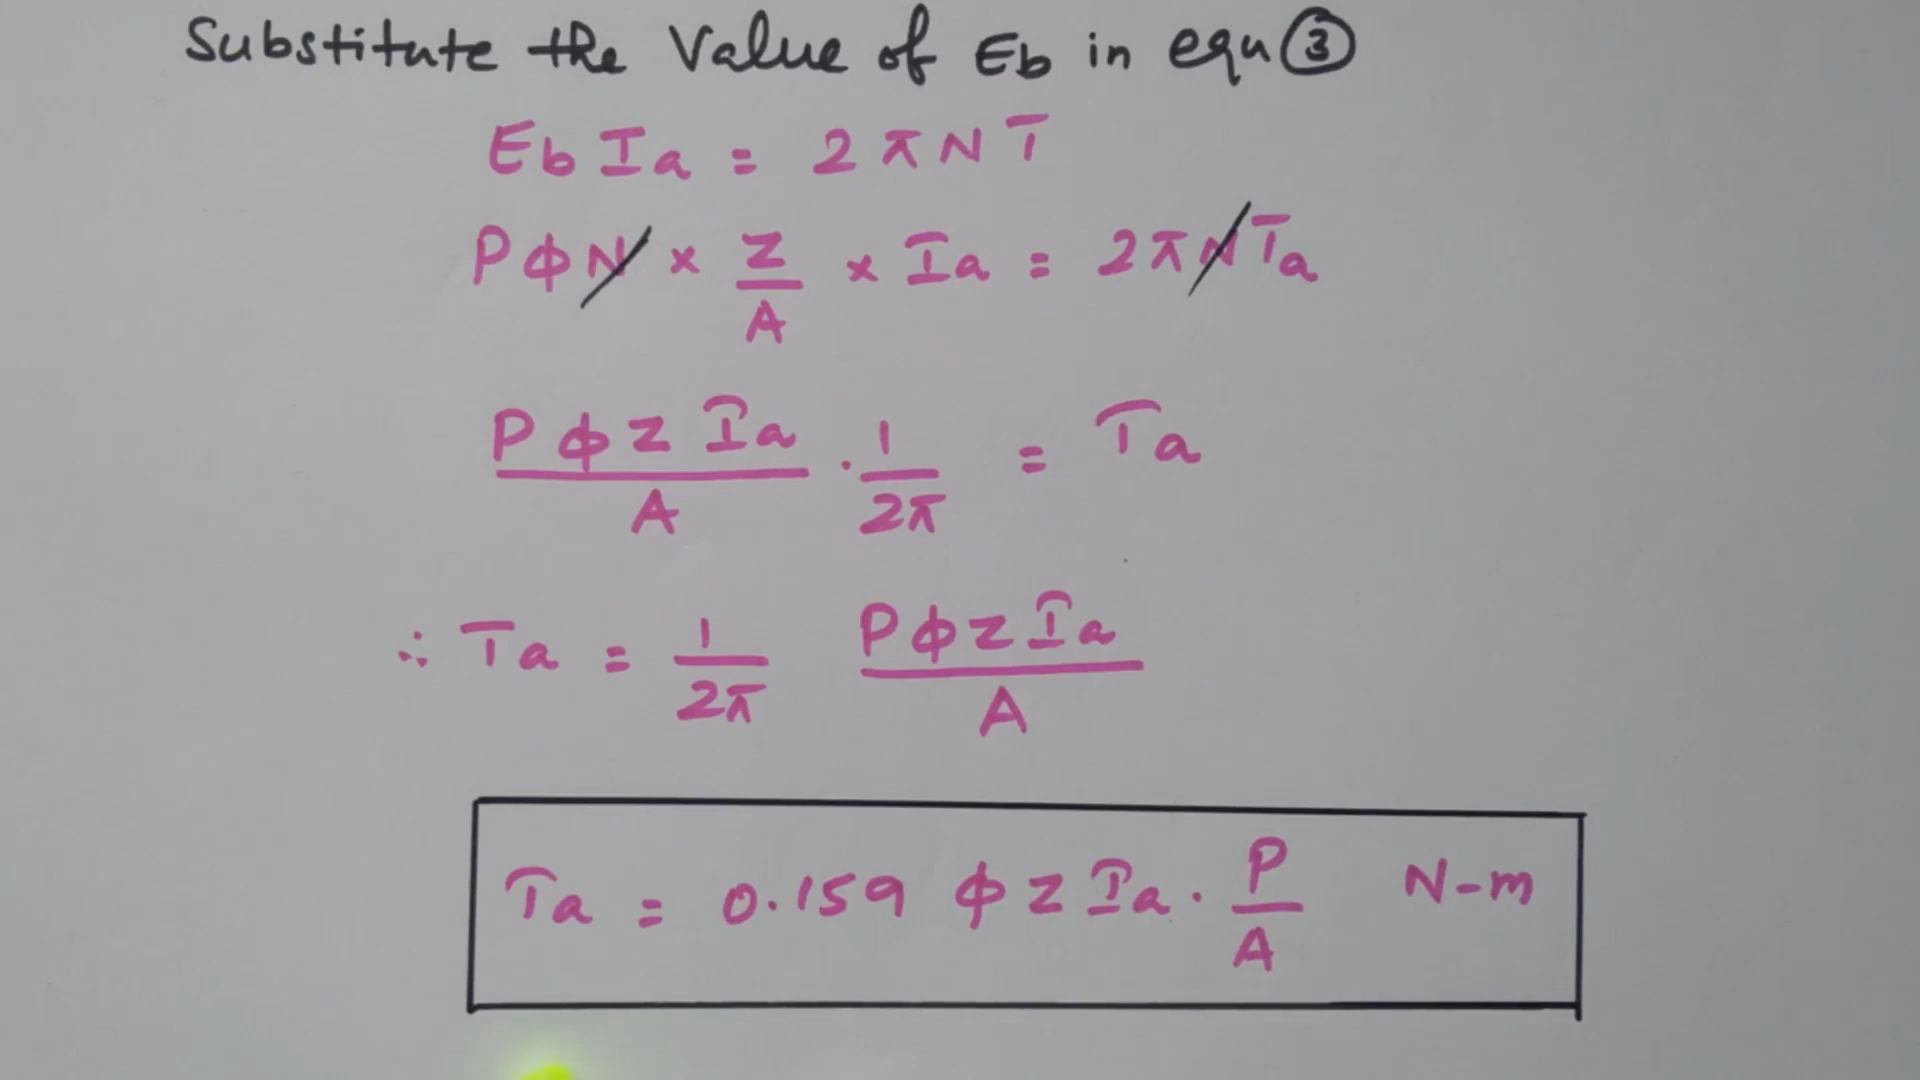 Substitute the Value of Eb in equ ③
Eb Ia = 2πNT
PΦN × Z/A × Ia = 2πNTa
PΦZIa/A · 1/2π = Ta
∴ Ta = 1/2π PΦZIa/A
Ta = 0.159 ΦZIa · P/A N-m